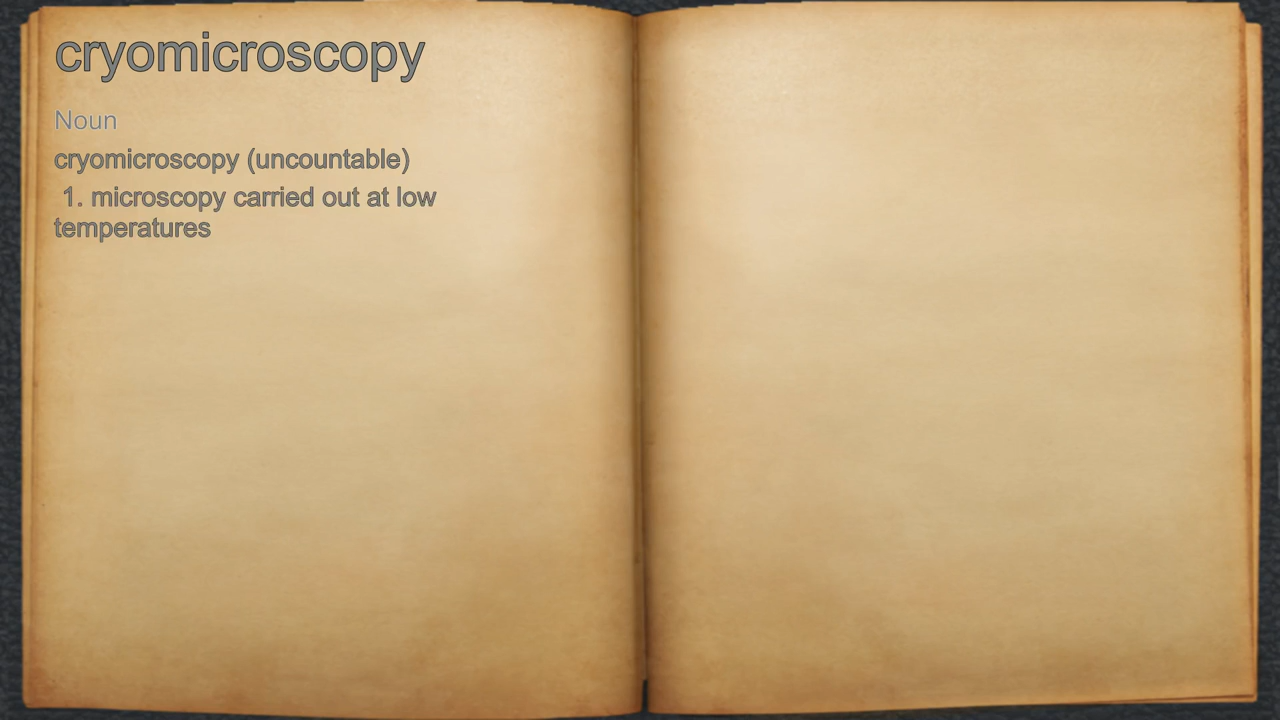 cryomicroscopy
Noun
cryomicroscopy (uncountable)
1. microscopy carried out at low
temperatures